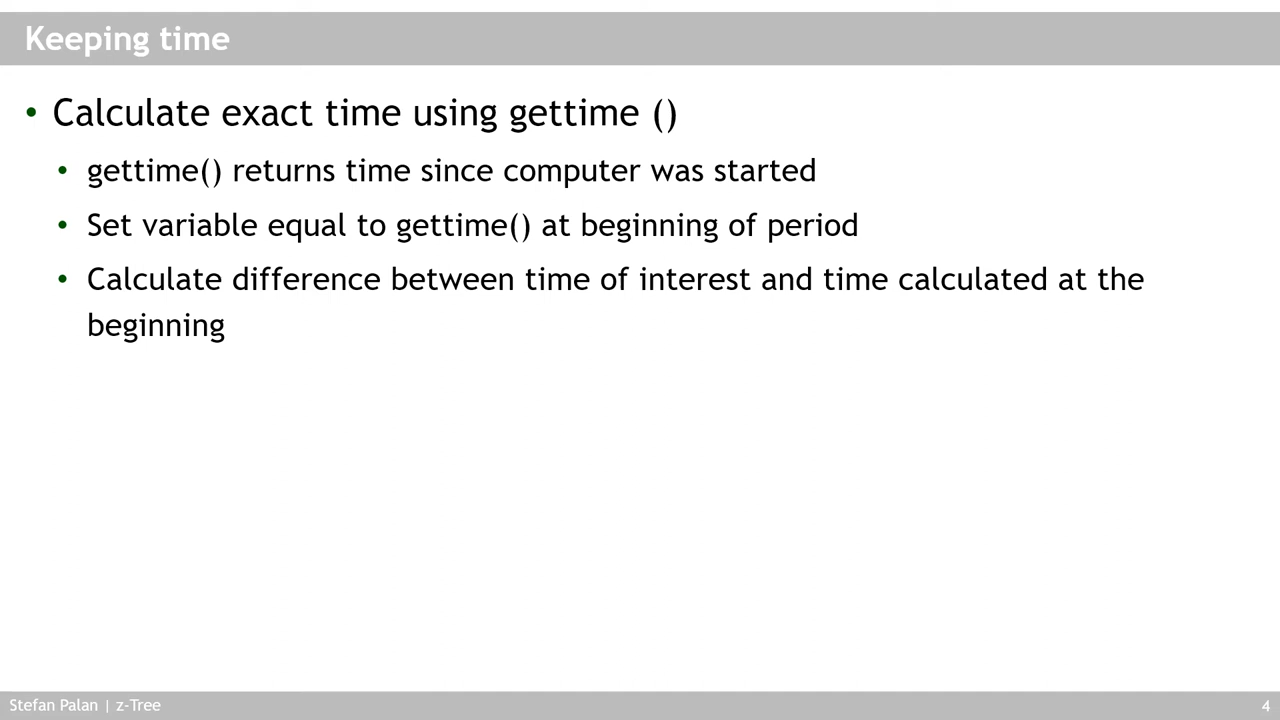 Keeping time
• Calculate exact time using gettime ()
• gettime() returns time since computer was started
• Set variable equal to gettime() at beginning of period
• Calculate difference between time of interest and time calculated at the
beginning
Stefan Palan | z-Tree
4